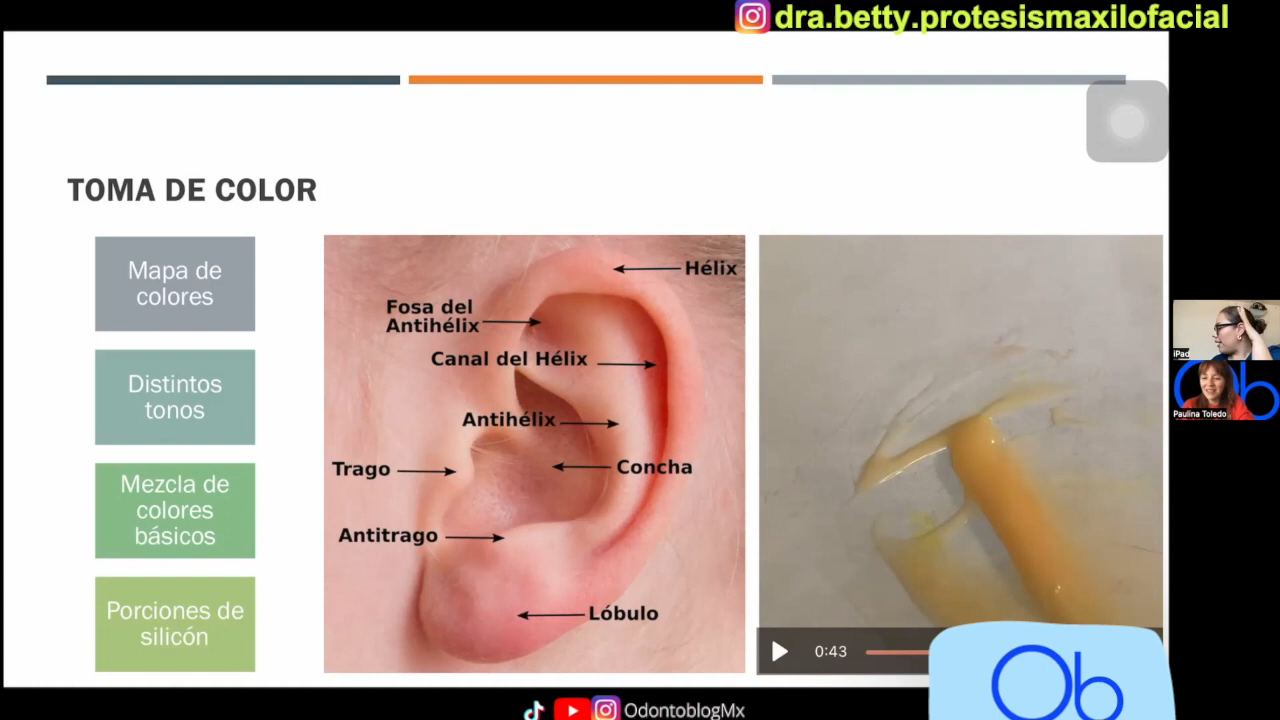 dra.betty.protesismaxilofacial
TOMA DE COLOR
Mapa de
colores
Distintos
tonos
Mezcla de
colores
básicos
Porciones de
silicón
Hélix
Fosa del
Antihélix
Canal del Hélix
Antihélix
Trago
Concha
Antitrago
Lóbulo
0:43
iPad
Ob
Paulina Toledo
Ob
OdontoblogMx